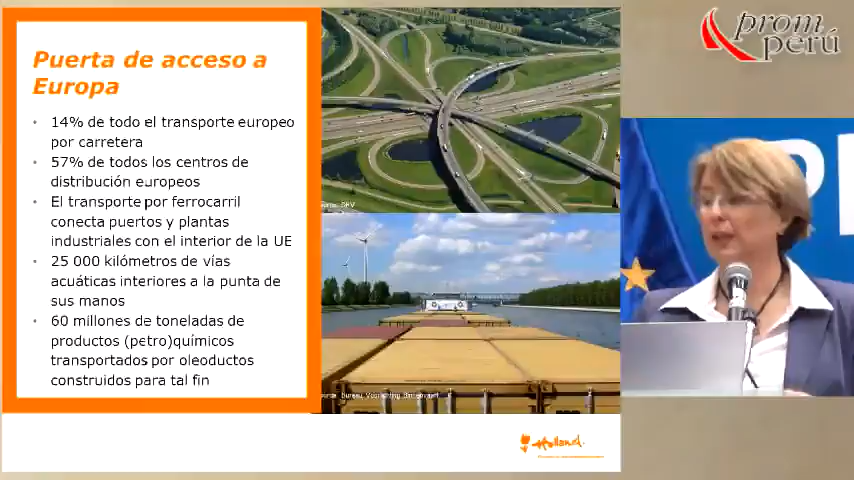 Puerta de acceso a
Europa
• 14% de todo el transporte europeo
por carretera
• 57% de todos los centros de
distribución europeos
• El transporte por ferrocarril
conecta puertos y plantas
industriales con el interior de la UE
• 25 000 kilómetros de vías
acuáticas interiores a la punta de
sus manos
• 60 millones de toneladas de
productos (petro)químicos
transportados por oleoductos
construidos para tal fin
Holland.
prom
perú
P